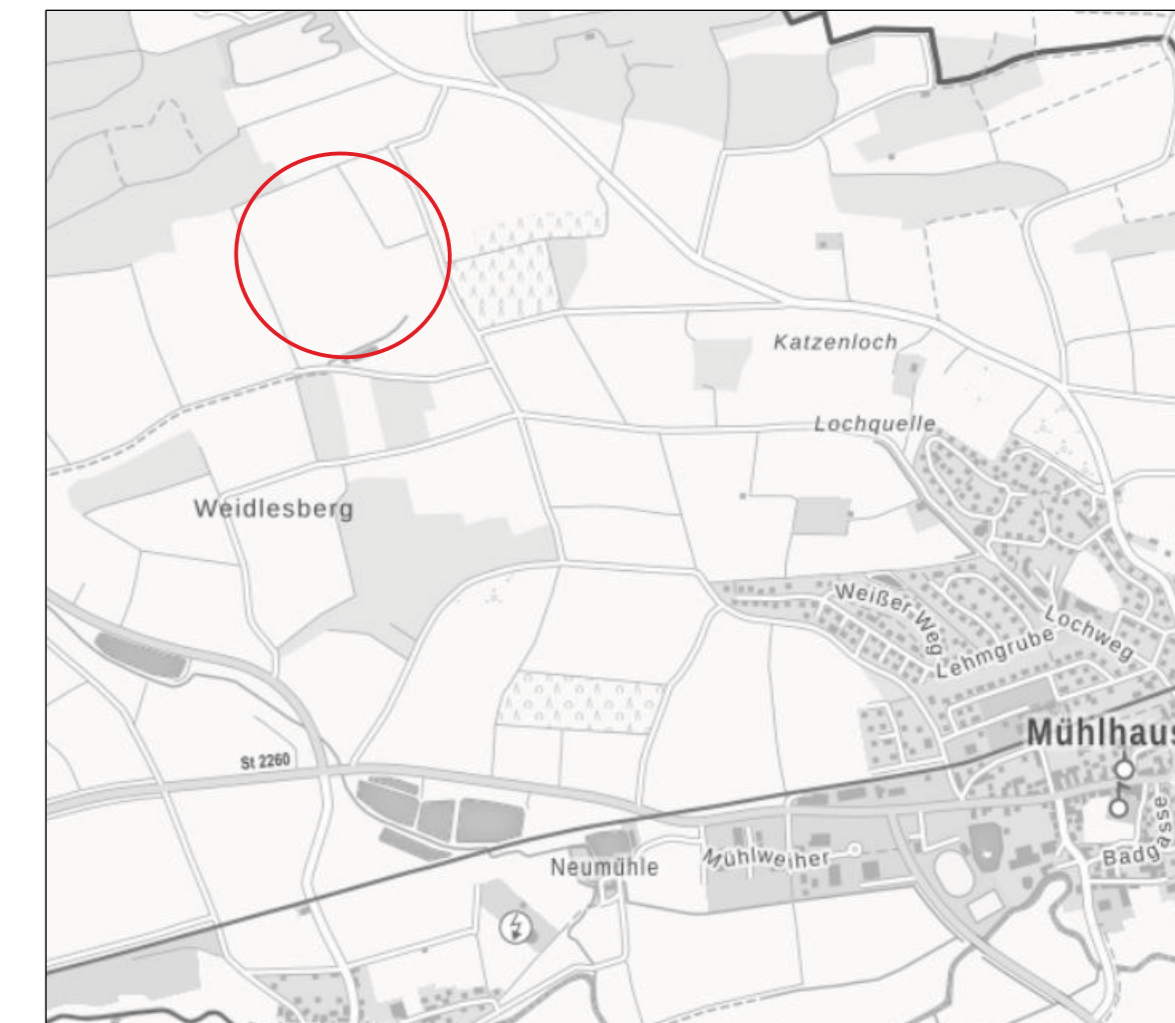 Katzenloch
Lochquelle
Weidlesberg
Weißer Weg
Lochweg
Lehmgrube
Mühlhaus
St 2260
Badgasse
Mühlweiher
Neumühle